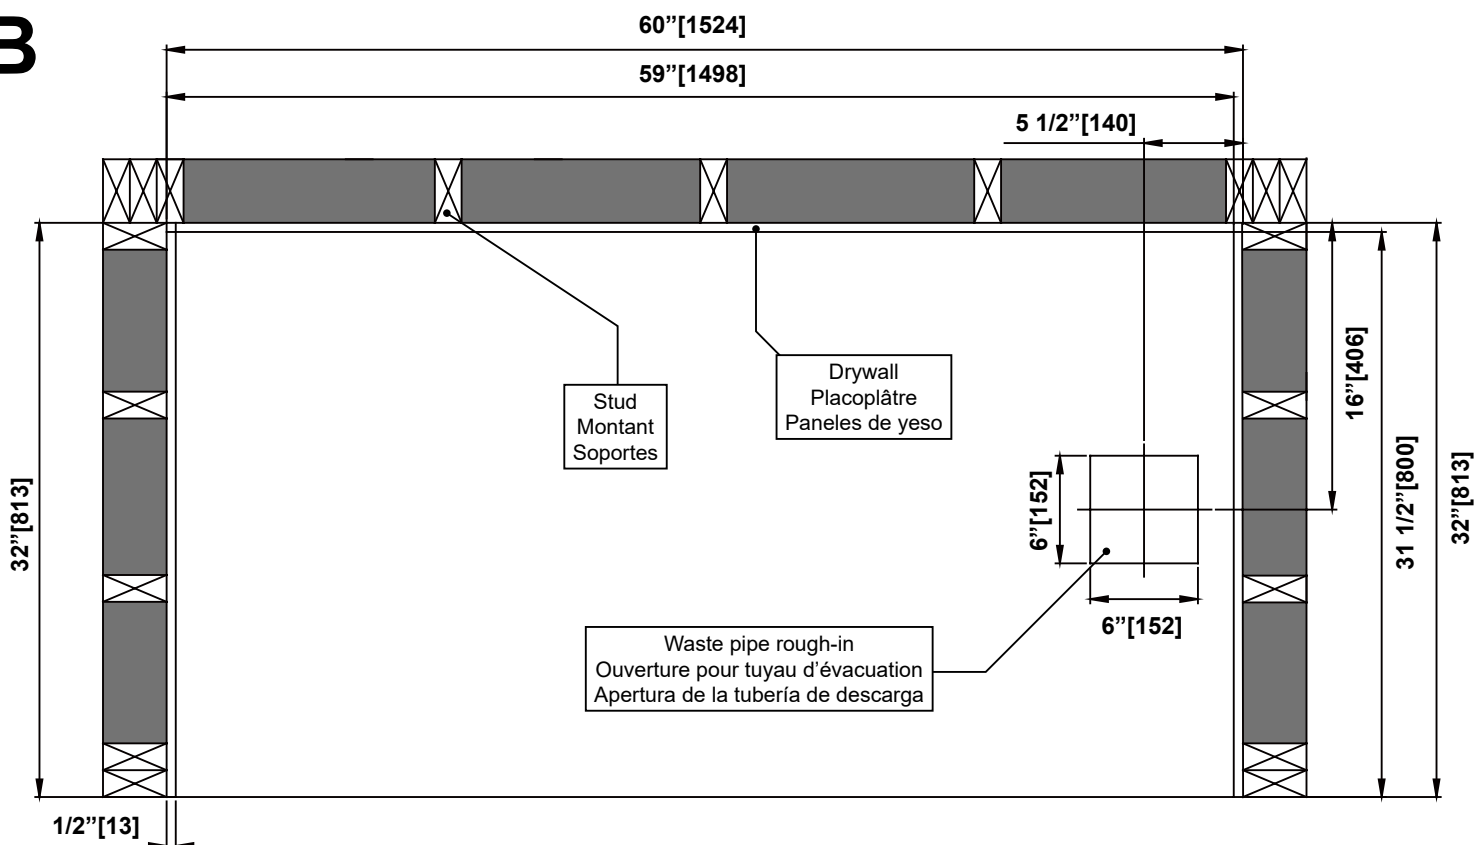 B
60”[1524]
59”[1498]
5 1/2”[140]
Stud
Montant
Soportes
Drywall
Placoplâtre
Paneles de yeso
16”[406]
31 1/2”[800]
32”[813]
32”[813]
6”[152]
6”[152]
Waste pipe rough-in
Ouverture pour tuyau d’évacuation
Apertura de la tubería de descarga
1/2”[13]